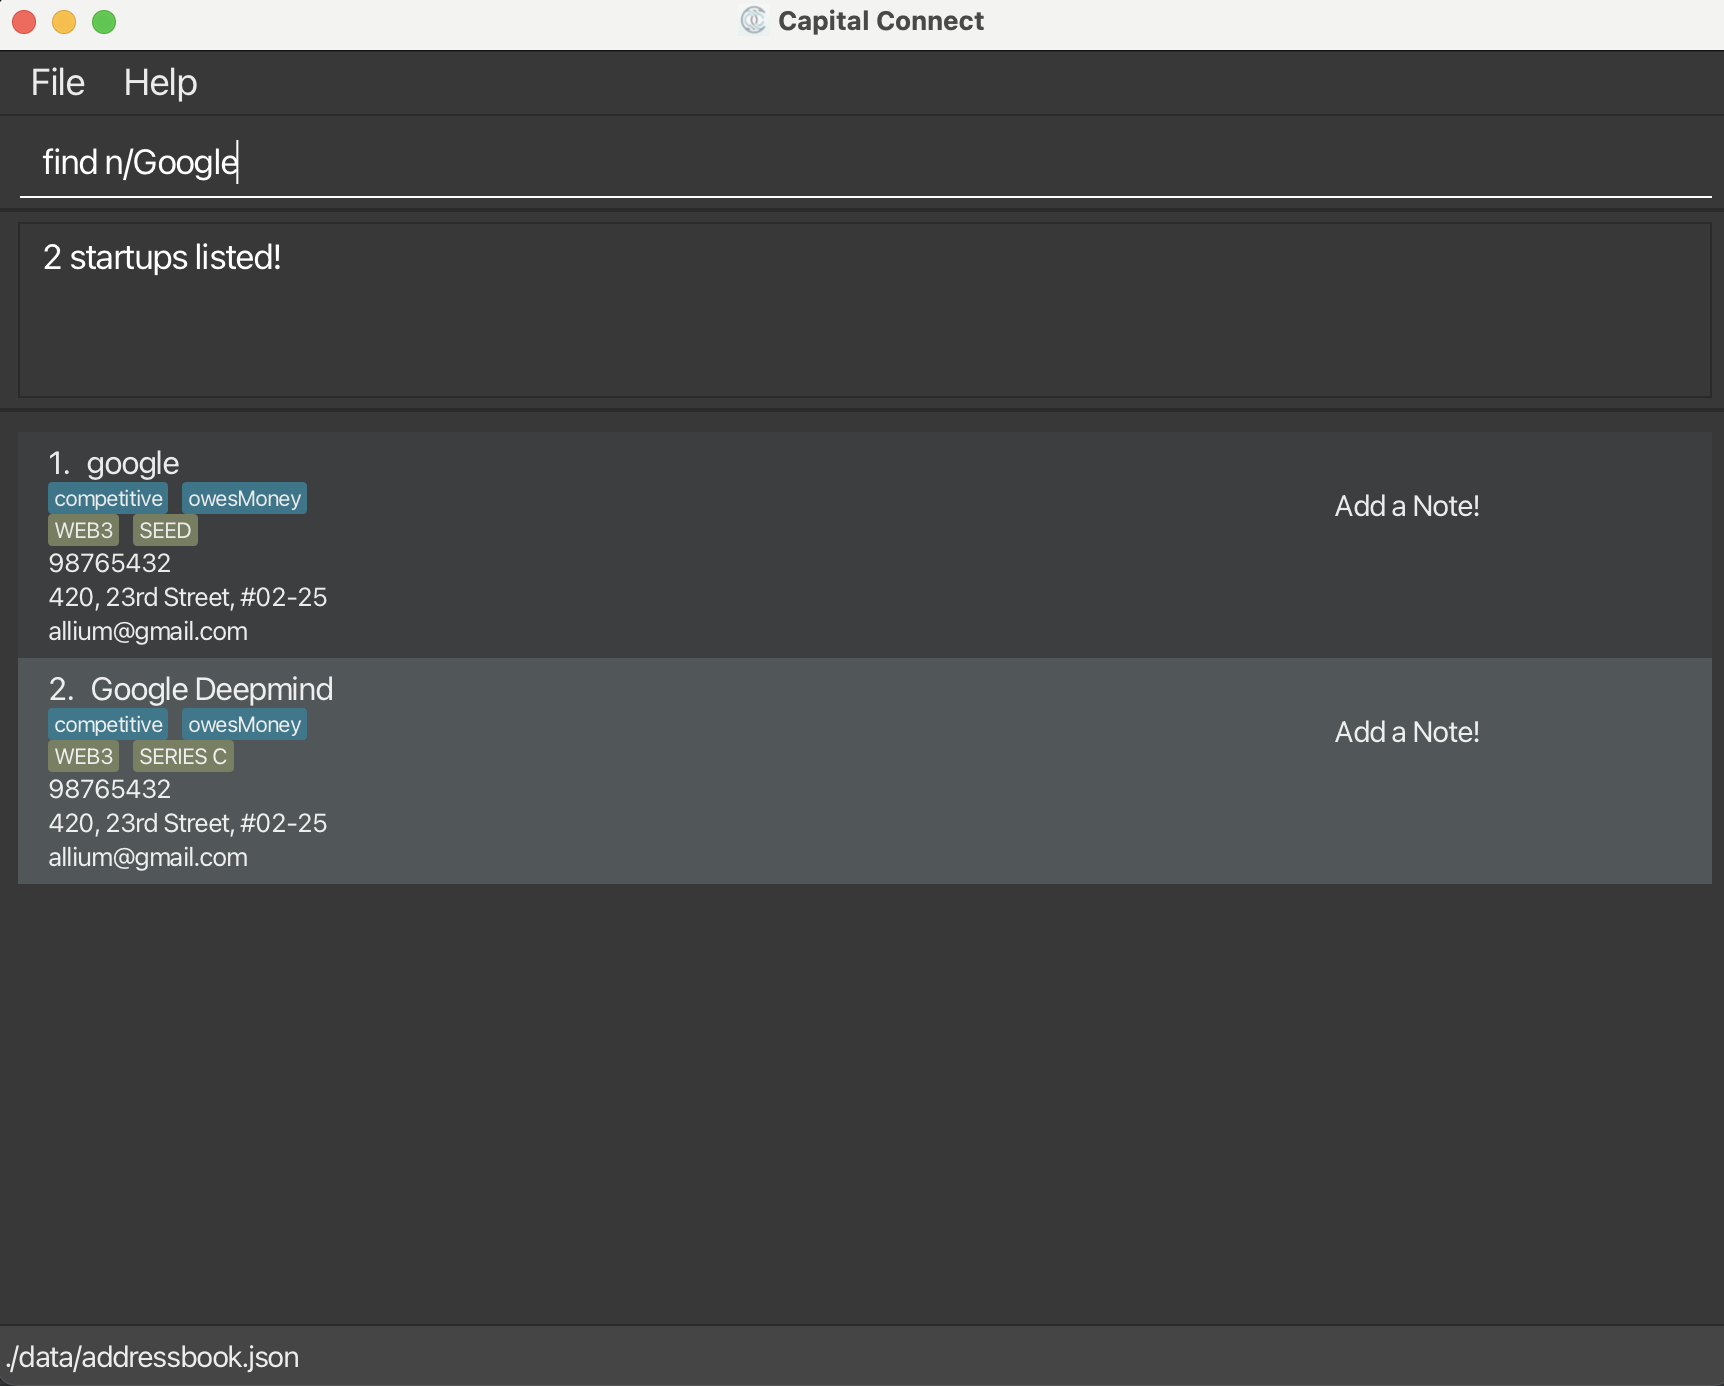 Capital Connect
File Help
find n/Google
2 startups listed!
1. google
competitive owesMoney
Add a Note!
WEB3 SEED
98765432
420, 23rd Street, #02-25
allium@gmail.com
2. Google Deepmind
competitive owesMoney
Add a Note!
WEB3 SERIES C
98765432
420, 23rd Street, #02-25
allium@gmail.com
./data/addressbook.json